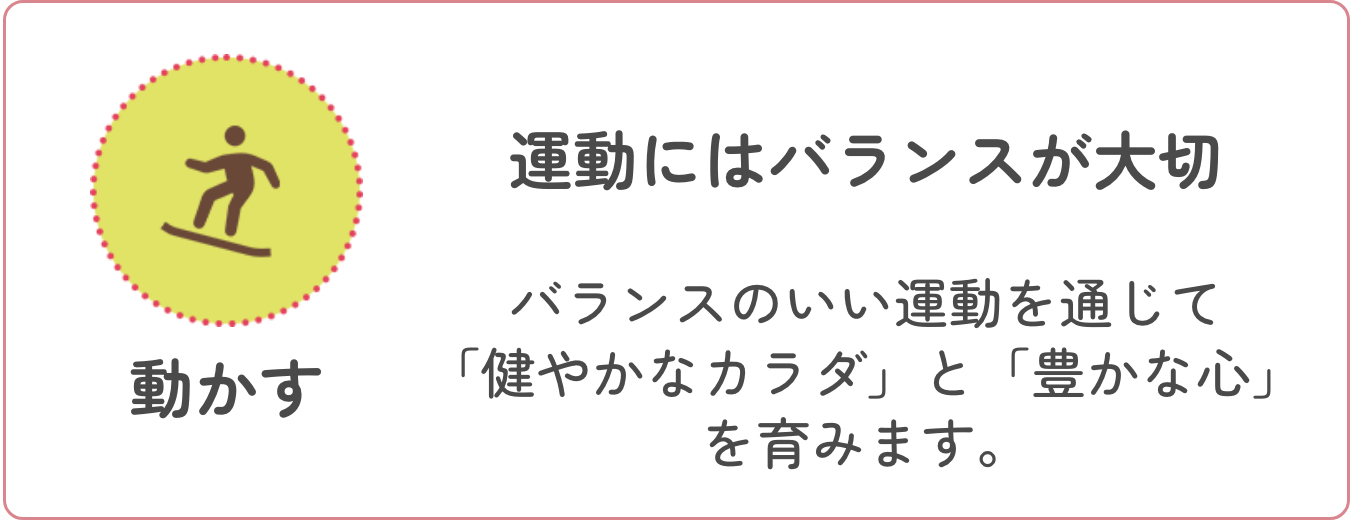 動かす
運動にはバランスが大切
バランスのいい運動を通じて
「健やかなカラダ」と「豊かな心」
を育みます。